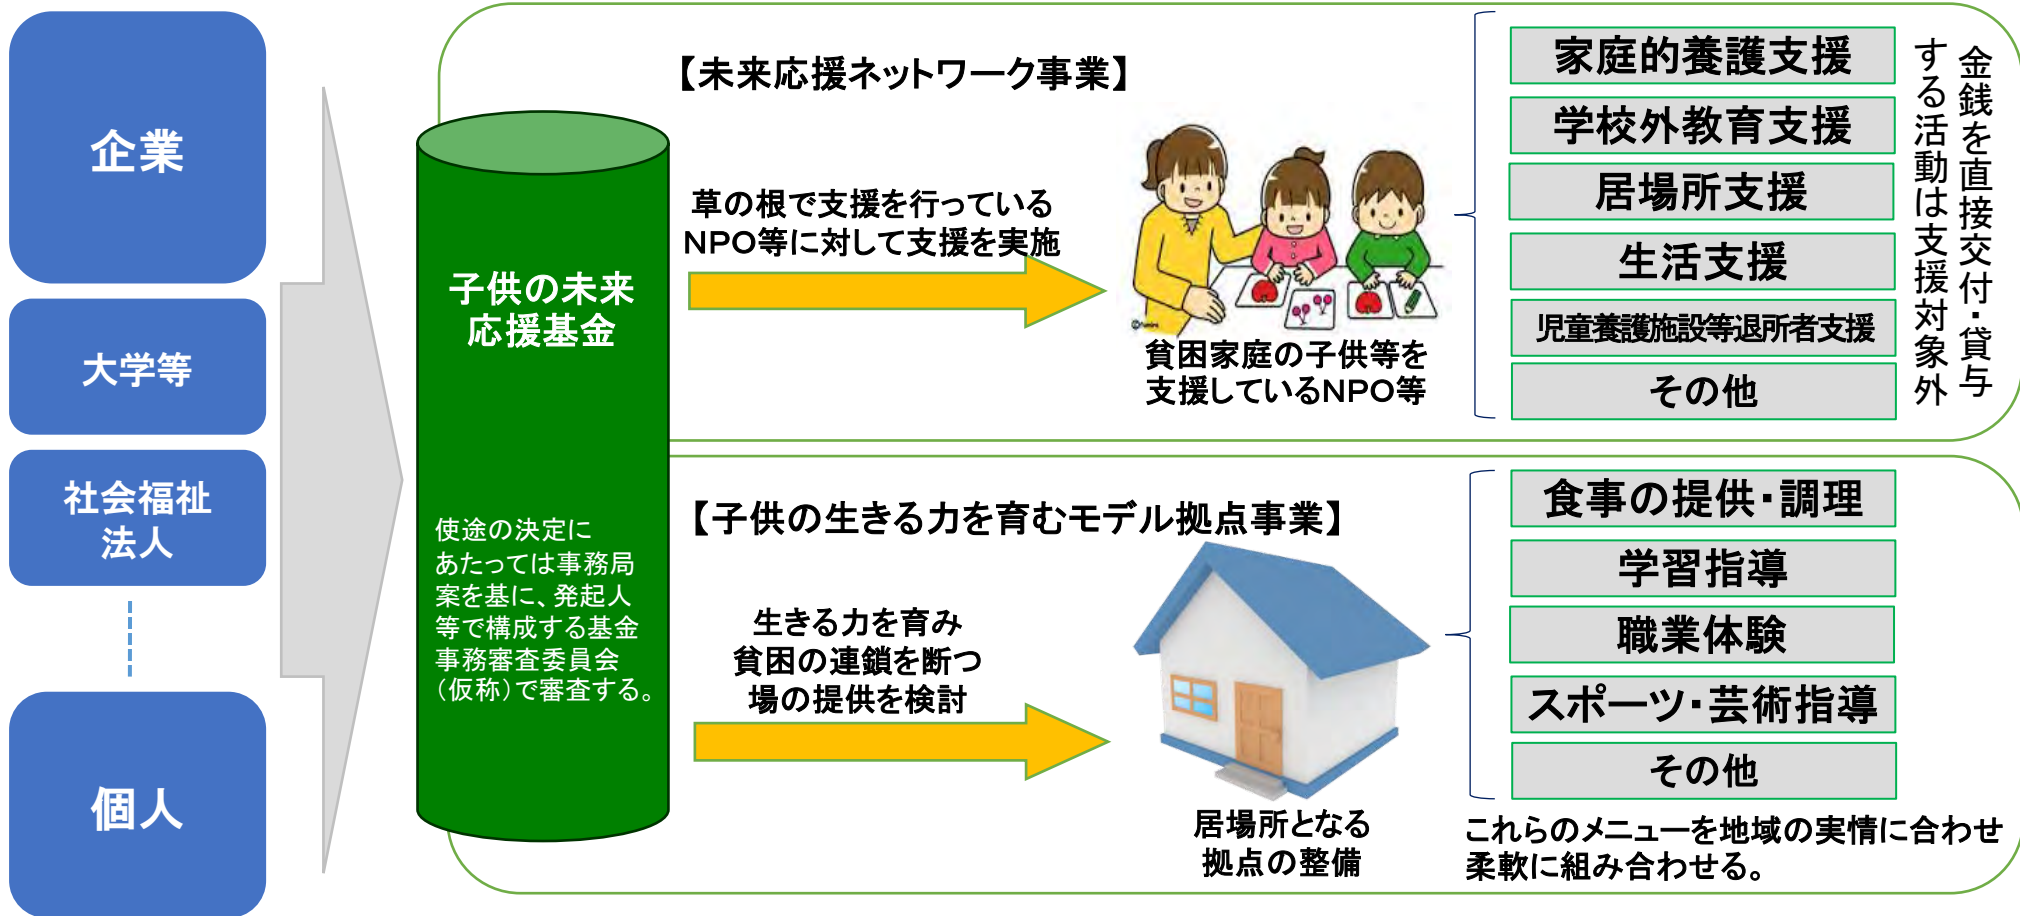 企業
大学等
社会福祉
法人
個人
子供の未来
応援基金
使途の決定に
あたっては事務局
案を基に、発起人
等で構成する基金
事務審査委員会
（仮称）で審査する。
【未来応援ネットワーク事業】
草の根で支援を行っている
NPO等に対して支援を実施
貧困家庭の子供等を
支援しているNPO等
家庭的養護支援
学校外教育支援
居場所支援
生活支援
児童養護施設等退所者支援
その他
金銭を直接交付・貸与
する活動は支援対象外
【子供の生きる力を育むモデル拠点事業】
生きる力を育み
貧困の連鎖を断つ
場の提供を検討
居場所となる
拠点の整備
食事の提供・調理
学習指導
職業体験
スポーツ・芸術指導
その他
これらのメニューを地域の実情に合わせ
柔軟に組み合わせる。